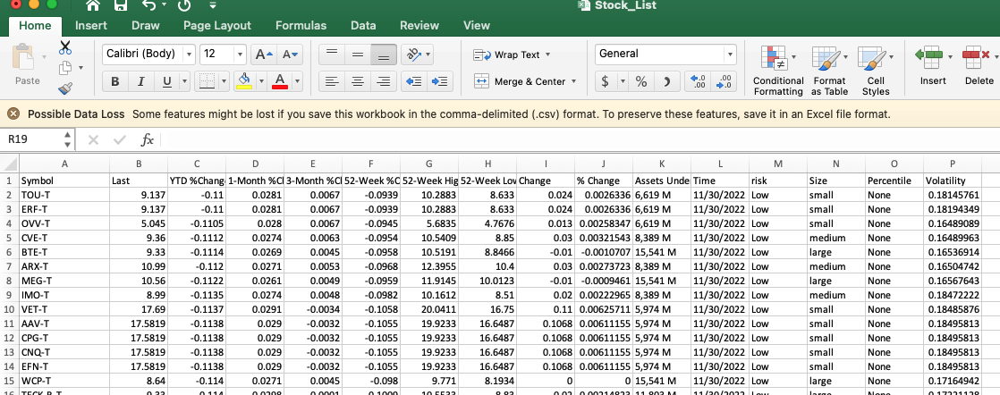 Stock_List
Home Insert Draw Page Layout Formulas Data Review View
Paste Calibri (Body) 12 A A Wrap Text General
B I U A Merge & Center $ % Conditional Formatting Format as Table Cell Styles Insert Delete
Possible Data Loss Some features might be lost if you save this workbook in the comma-delimited (.csv) format. To preserve these features, save it in an Excel file format.
R19 fx
A B C D E F G H I J K L M N O P
1 Symbol Last YTD %Chang 1-Month %Cl 3-Month %Cl 52-Week %C 52-Week Hig 52-Week Lov Change % Change Assets Unde Time risk Size Percentile Volatility
2 TOU-T 9.137 -0.11 0.0281 0.0067 -0.0939 10.2883 8.633 0.024 0.0026336 6,619 M 11/30/2022 Low small None 0.18145761
3 ERF-T 9.137 -0.11 0.0281 0.0067 -0.0939 10.2883 8.633 0.024 0.0026336 6,619 M 11/30/2022 Low small None 0.18194349
4 OVV-T 5.045 -0.1105 0.028 0.0067 -0.0945 5.6835 4.7676 0.013 0.00258347 6,619 M 11/30/2022 Low small None 0.16489089
5 CVE-T 9.36 -0.1112 0.0274 0.0063 -0.0954 10.5409 8.85 0.03 0.00321543 8,389 M 11/30/2022 Low medium None 0.16489963
6 BTE-T 9.33 -0.1114 0.0269 0.0045 -0.0958 10.5191 8.8466 -0.01 -0.0010707 15,541 M 11/30/2022 Low large None 0.16536914
7 ARX-T 10.99 -0.112 0.0271 0.0053 -0.0968 12.3955 10.4 0.03 0.00273723 8,389 M 11/30/2022 Low medium None 0.16504742
8 MEG-T 10.56 -0.1122 0.0261 0.0049 -0.0959 11.9145 10.0123 -0.01 -0.0009461 15,541 M 11/30/2022 Low large None 0.16567643
9 IMO-T 8.99 -0.1135 0.0274 0.0048 -0.0982 10.1612 8.51 0.02 0.00222965 8,389 M 11/30/2022 Low medium None 0.18472222
10 VET-T 17.69 -0.1137 0.0291 -0.0034 -0.1058 20.0411 16.75 0.11 0.00625711 5,974 M 11/30/2022 Low small None 0.18485876
11 AAV-T 17.5819 -0.1138 0.029 -0.0032 -0.1055 19.9233 16.6487 0.1068 0.00611155 5,974 M 11/30/2022 Low small None 0.18495813
12 CPG-T 17.5819 -0.1138 0.029 -0.0032 -0.1055 19.9233 16.6487 0.1068 0.00611155 5,974 M 11/30/2022 Low small None 0.18495813
13 CNQ-T 17.5819 -0.1138 0.029 -0.0032 -0.1055 19.9233 16.6487 0.1068 0.00611155 5,974 M 11/30/2022 Low small None 0.18495813
14 EFN-T 17.5819 -0.1138 0.029 -0.0032 -0.1055 19.9233 16.6487 0.1068 0.00611155 5,974 M 11/30/2022 Low small None 0.18495813
15 WCP-T 8.64 -0.114 0.0271 0.0045 -0.098 9.771 8.1934 0 0 15,541 M 11/30/2022 Low large None 0.17164942